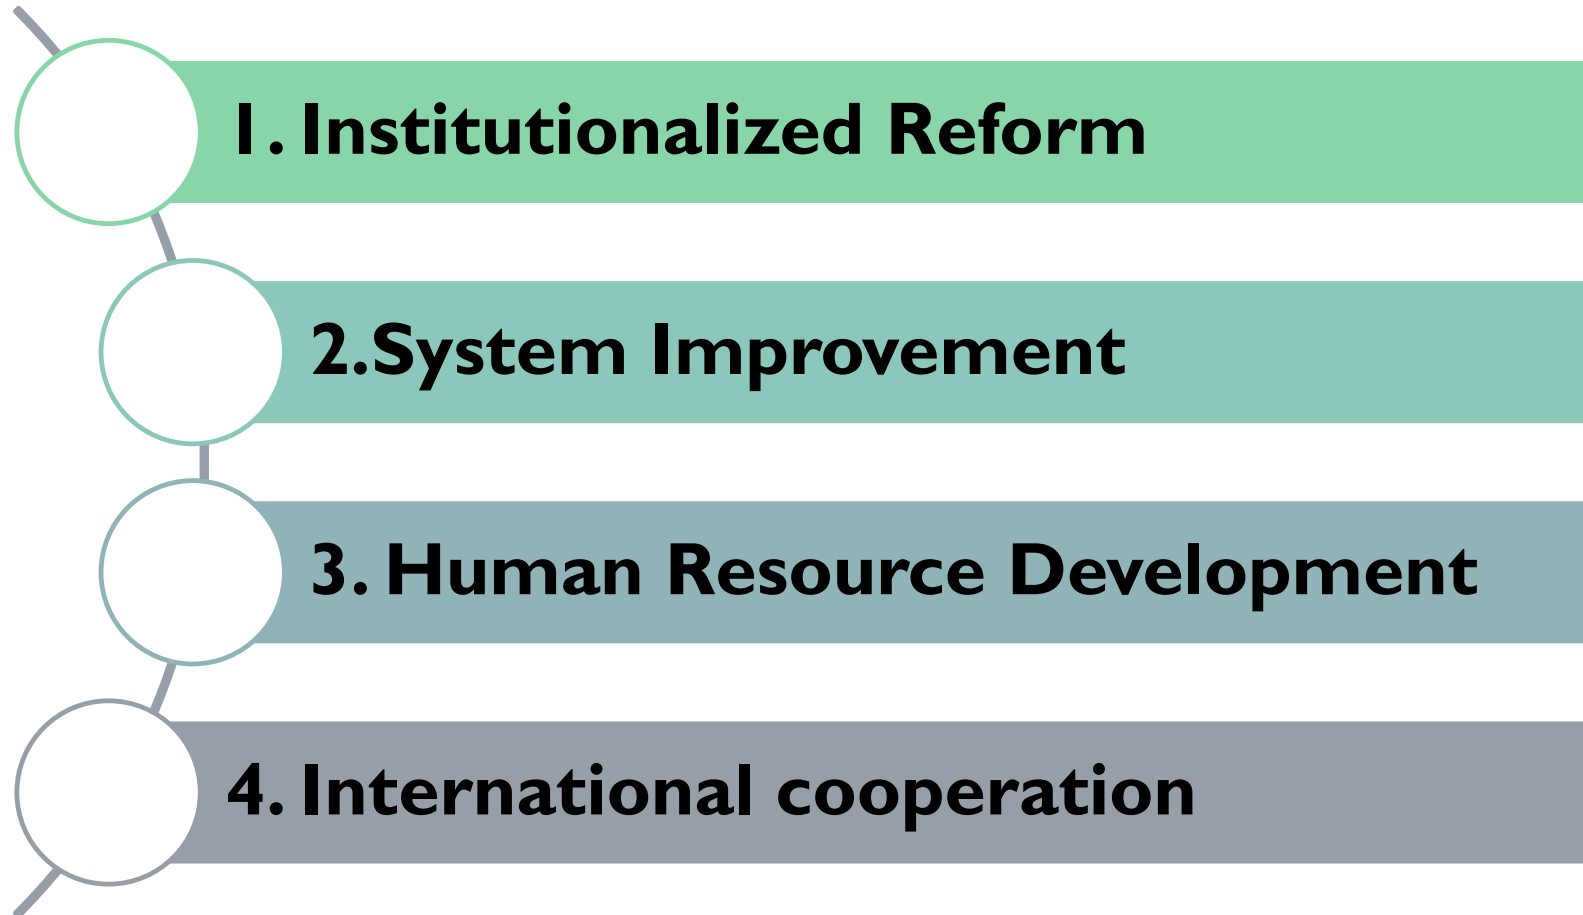 1. Institutionalized Reform
2.System Improvement
3. Human Resource Development
4. International cooperation